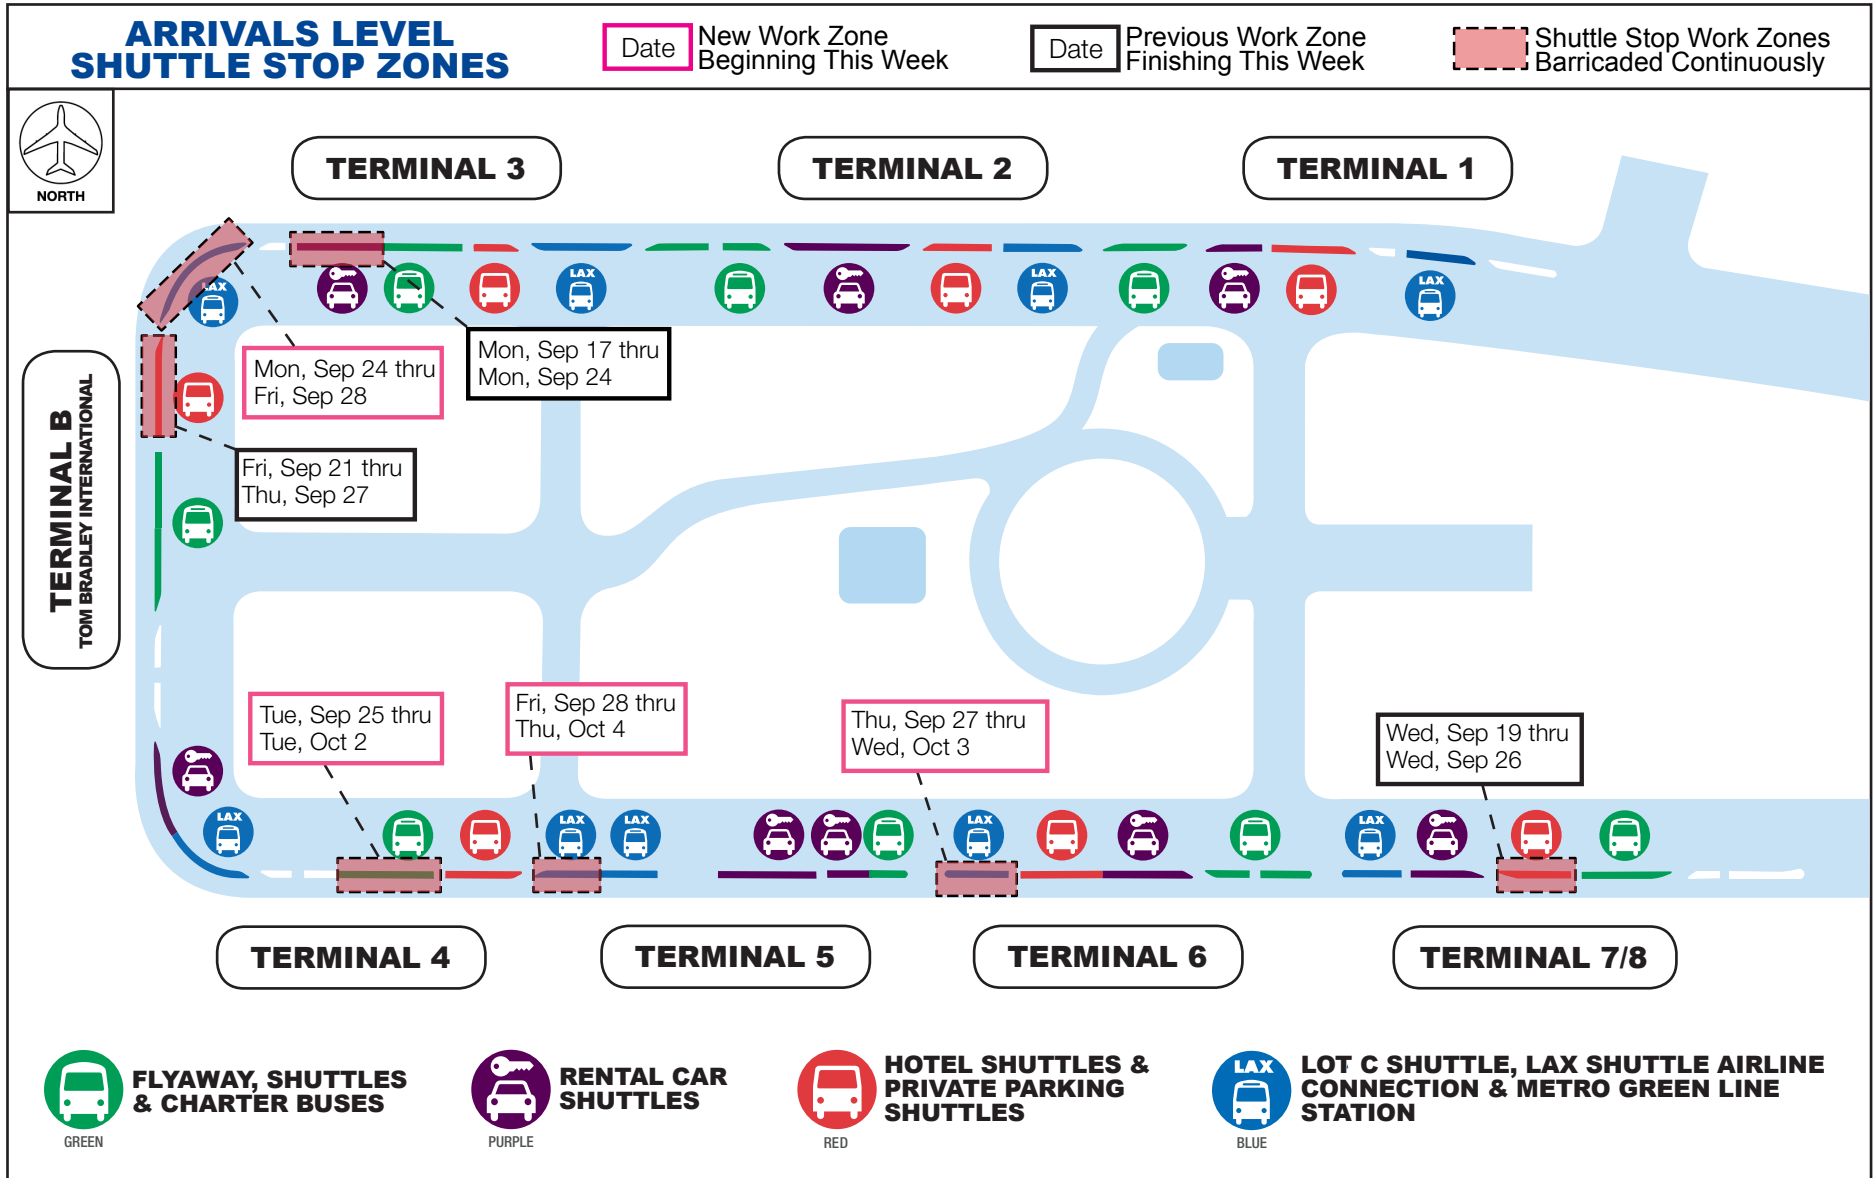 ARRIVALS LEVEL
SHUTTLE STOP ZONES
Date
New Work Zone
Beginning This Week
Date
Previous Work Zone
Finishing This Week
Shuttle Stop Work Zones
Barricaded Continuously
NORTH
TERMINAL 3
TERMINAL 2
TERMINAL 1
LAX
LAX
LAX
LAX
Mon, Sep 24 thru
Fri, Sep 28
Mon, Sep 17 thru
Mon, Sep 24
TERMINAL B
TOM BRADLEY INTERNATIONAL
Fri, Sep 21 thru
Thu, Sep 27
Tue, Sep 25 thru
Tue, Oct 2
Fri, Sep 28 thru
Thu, Oct 4
Thu, Sep 27 thru
Wed, Oct 3
Wed, Sep 19 thru
Wed, Sep 26
LAX
LAX
LAX
LAX
LAX
TERMINAL 4
TERMINAL 5
TERMINAL 6
TERMINAL 7/8
FLYAWAY, SHUTTLES
& CHARTER BUSES
GREEN
RENTAL CAR
SHUTTLES
PURPLE
HOTEL SHUTTLES &
PRIVATE PARKING
SHUTTLES
RED
LAX
LOT C SHUTTLE, LAX SHUTTLE AIRLINE
CONNECTION & METRO GREEN LINE
STATION
BLUE